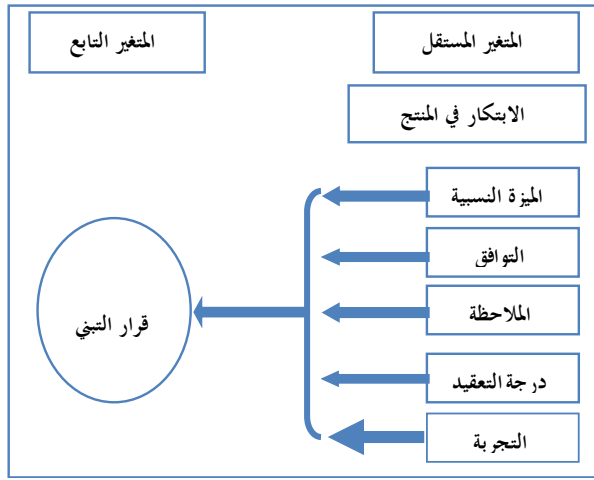 المتغير المستقل
المتغير التابع
الابتكار في المنتج
الميزة النسبية
التوافق
الملاحظة
قرار التبني
درجة التعقيد
التجربة